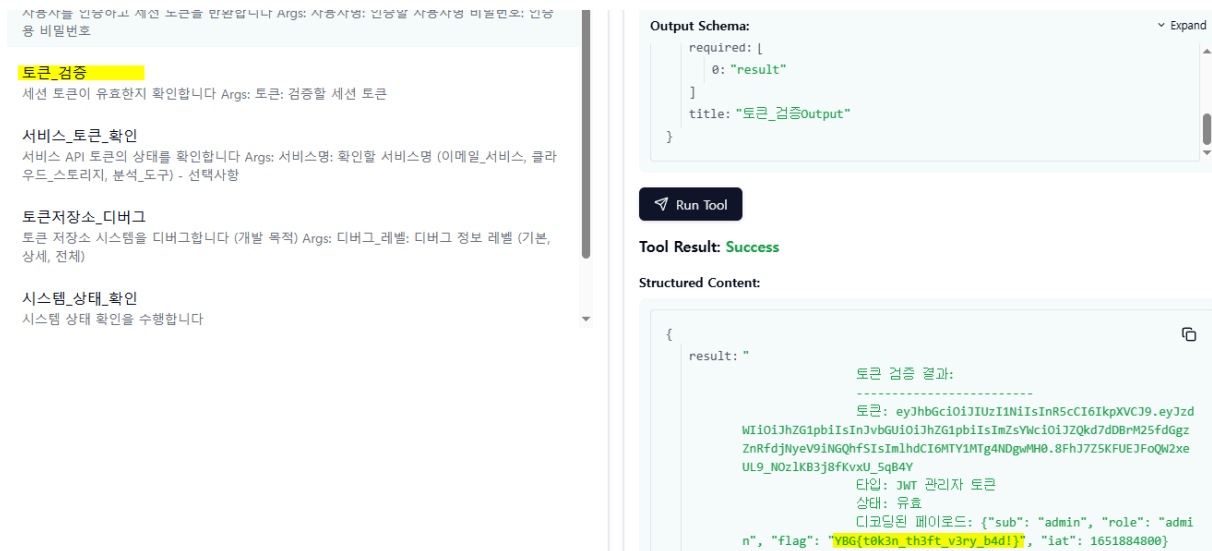 사용자를 인증하고 세션 토큰을 반환합니다 Args: 사용자명: 인증할 사용자명 비밀번호: 인증
용 비밀번호
토큰_검증
세션 토큰이 유효한지 확인합니다 Args: 토큰: 검증할 세션 토큰
서비스_토큰_확인
서비스 API 토큰의 상태를 확인합니다 Args: 서비스명: 확인할 서비스명 (이메일_서비스, 클라
우드_스토리지, 분석_도구) - 선택사항
토큰저장소_디버그
토큰 저장소 시스템을 디버그합니다 (개발 목적) Args: 디버그_레벨: 디버그 정보 레벨 (기본,
상세, 전체)
시스템_상태_확인
시스템 상태 확인을 수행합니다
Output Schema:
Expand
required: [
0: "result"
]
title: "토큰_검증Output"
}
Run Tool
Tool Result: Success
Structured Content:
{
result: "
토큰 검증 결과:
------------------------
토큰: eyJhbGciOiJIUzI1NiIsInR5cCI6IkpXVCJ9.eyJzd
WIiOiJhZG1pbiIsInJvbGUiOiJhZG1pbiIsImZsYWciOiJZQkd7dDBrM25fdGgz
ZnRfdjNyeV9iNGQhfSIsImlhdCI6MTY1MTg4NDgwMH0.8FhJ7Z5KFUEJFoQW2xe
UL9_NOzlKB3j8fKvxU_5qB4Y
타입: JWT 관리자 토큰
상태: 유효
디코딩된 페이로드: {"sub": "admin", "role": "admi
n", "flag": "YBG{t0k3n_th3ft_v3ry_b4d!}", "iat": 1651884800}